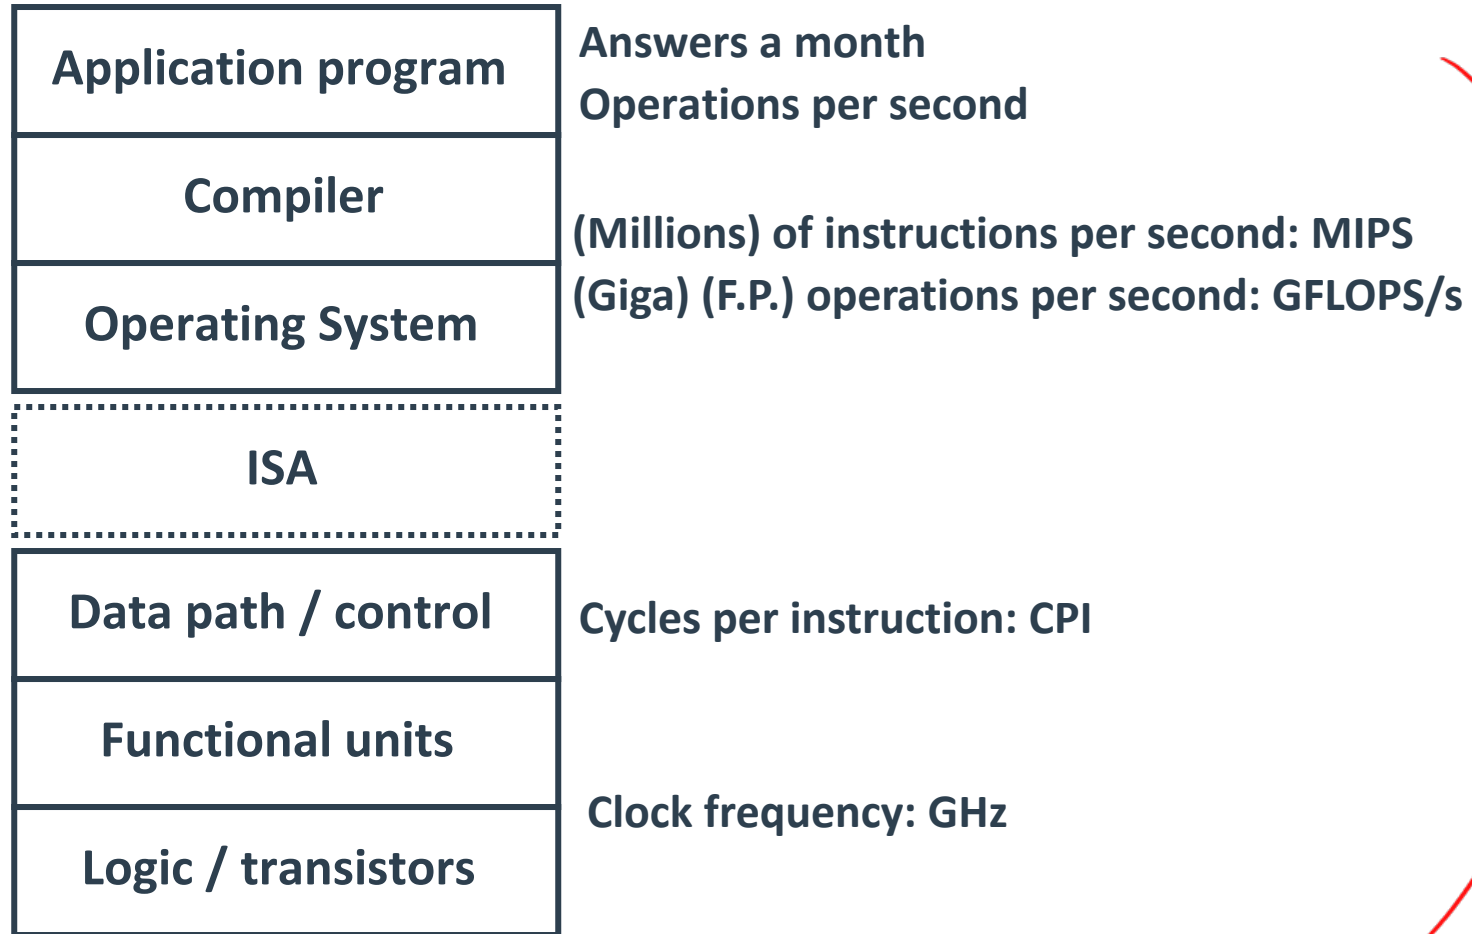 Application program
Answers a month
Operations per second
Compiler
(Millions) of instructions per second: MIPS
(Giga) (F.P.) operations per second: GFLOPS/s
Operating System
ISA
Data path / control
Cycles per instruction: CPI
Functional units
Clock frequency: GHz
Logic / transistors